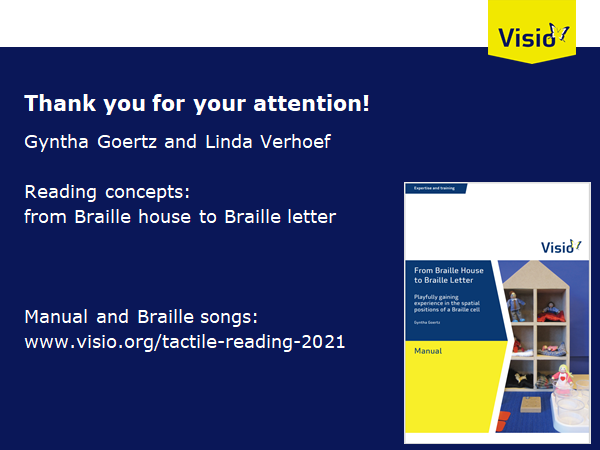 Visio
Thank you for your attention!
Gyntha Goertz and Linda Verhoef
Reading concepts:
from Braille house to Braille letter
Manual and Braille songs:
www.visio.org/tactile-reading-2021
Expertise and training
Visio
From Braille House
to Braille Letter
Playfully gaining
experience in the spatial
positions of a Braille cell
Gyntha Goertz
Manual